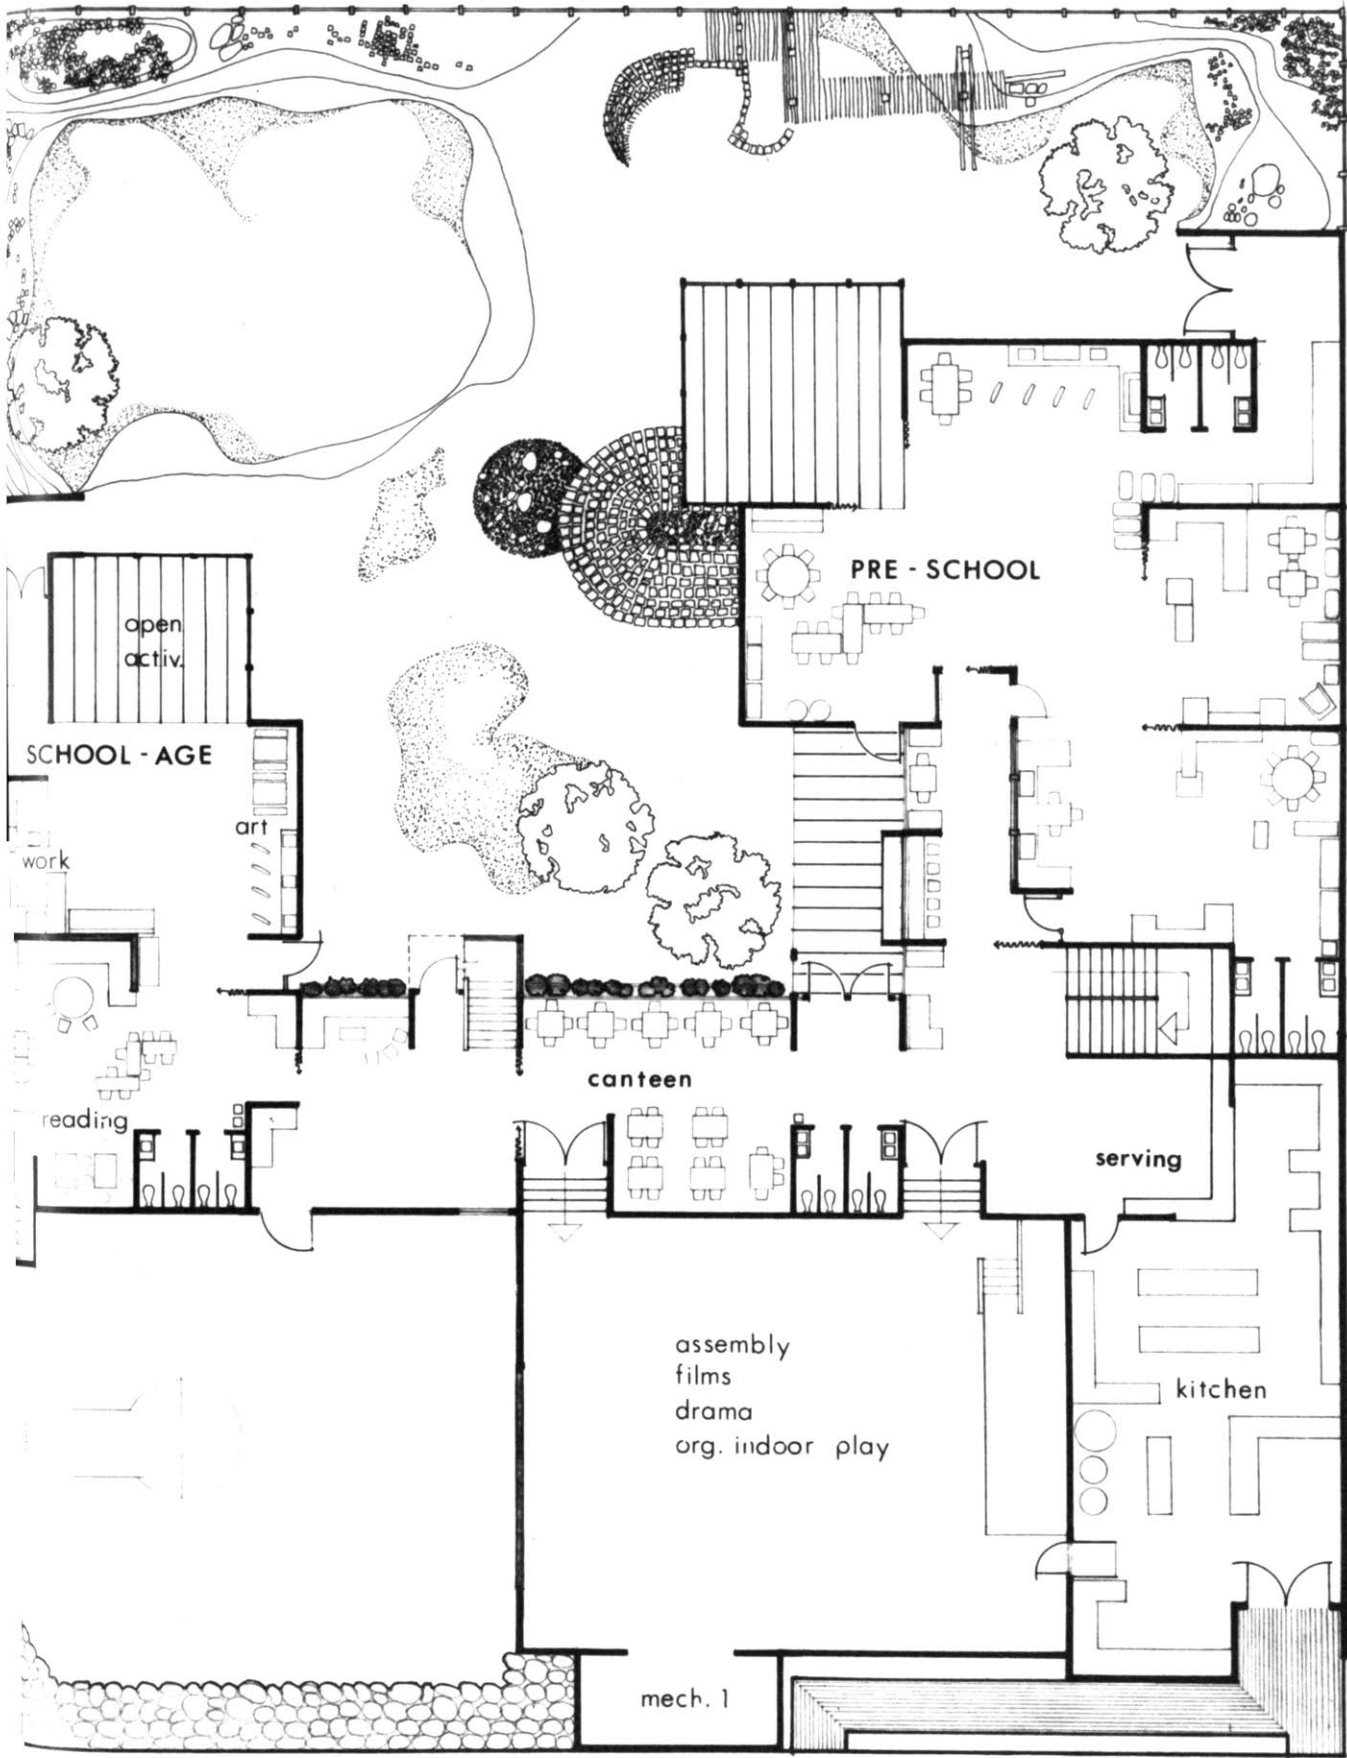 PRE - SCHOOL
open
activ.
SCHOOL - AGE
art
work
canteen
reading
serving
assembly
films
drama
org. indoor play
kitchen
mech. 1